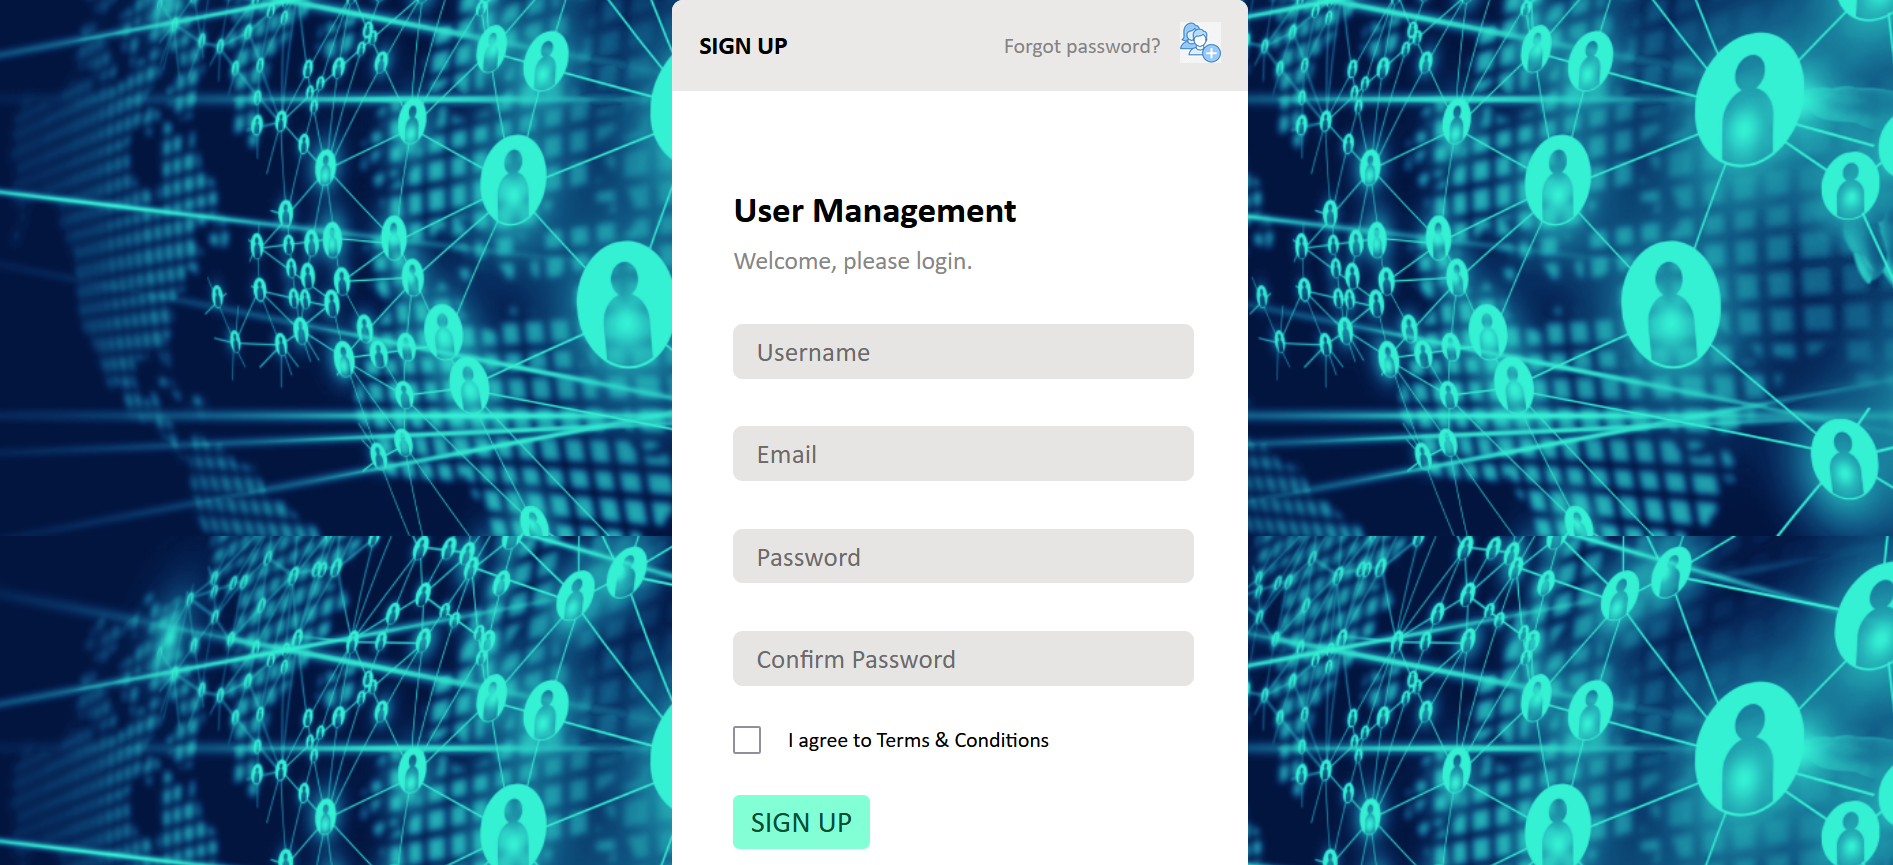 SIGN UP
Forgot password?
User Management
Welcome, please login.
Username
Email
Password
Confirm Password
I agree to Terms & Conditions
SIGN UP